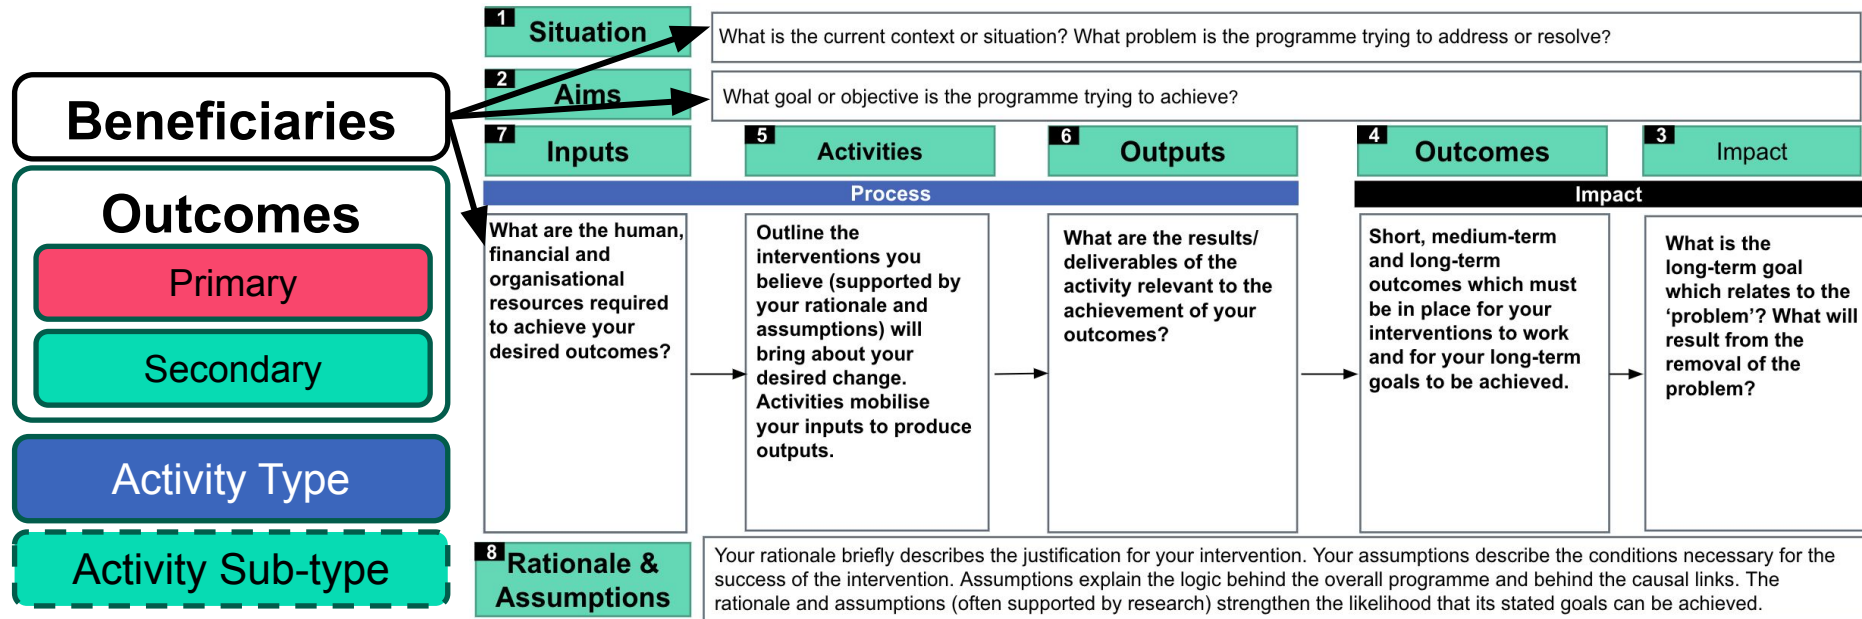 Beneficiaries
Outcomes
Primary
Secondary
Activity Type
Activity Sub-type
1
Situation
What is the current context or situation? What problem is the programme trying to address or resolve?
2
Aims
What goal or objective is the programme trying to achieve?
7
Inputs
5
Activities
6
Outputs
4
Outcomes
3
Impact
Process
Impact
What are the human,
financial and
organisational
resources required
to achieve your
desired outcomes?
Outline the
interventions you
believe (supported by
your rationale and
assumptions) will
bring about your
desired change.
Activities mobilise
your inputs to produce
outputs.
What are the results/
deliverables of the
activity relevant to the
achievement of your
outcomes?
Short, medium-term
and long-term
outcomes which must
be in place for your
interventions to work
and for your long-term
goals to be achieved.
What is the
long-term goal
which relates to the
‘problem’? What will
result from the
removal of the
problem?
8
Rationale &
Assumptions
Your rationale briefly describes the justification for your intervention. Your assumptions describe the conditions necessary for the
success of the intervention. Assumptions explain the logic behind the overall programme and behind the causal links. The
rationale and assumptions (often supported by research) strengthen the likelihood that its stated goals can be achieved.